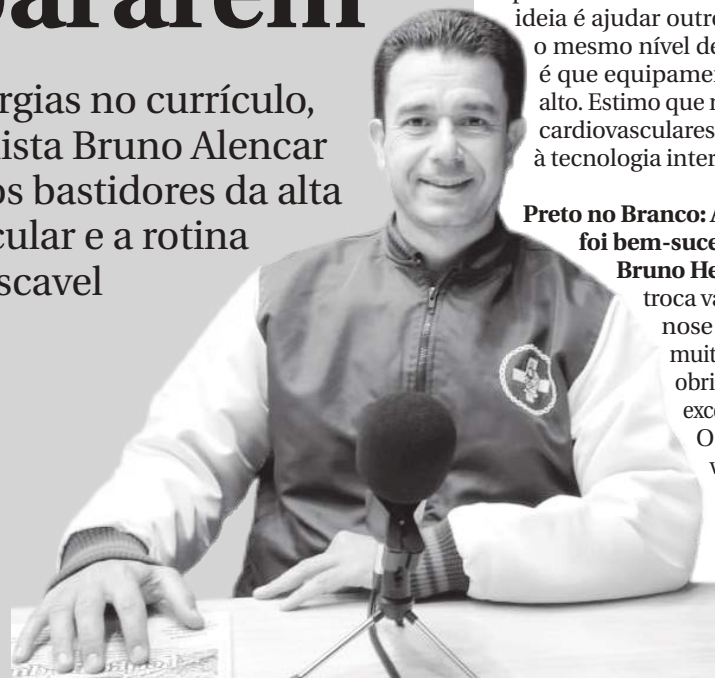 pararem
rgias no currículo,
ista Bruno Alencar
os bastidores da alta
cular e a rotina
scavel
ideia é ajudar outro
o mesmo nível de
é que equipamen
alto. Estimo que n
cardiovasculares
à tecnologia inter
Preto no Branco: A
foi bem-suce
Bruno He
troca va
nose
muit
obri
exce
O